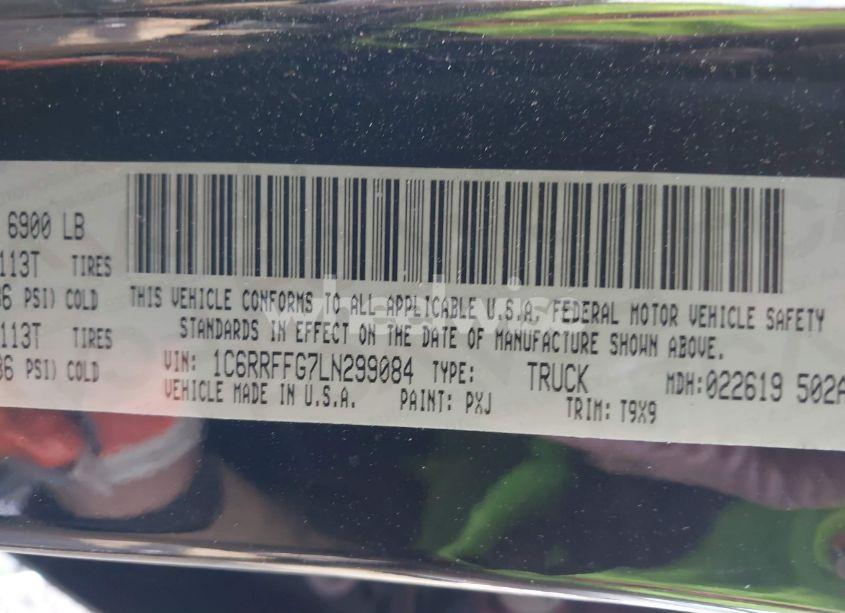 6900 LB
113T TIRES
36 PSI) COLD
113T TIRES
36 PSI) COLD
THIS VEHICLE CONFORMS TO ALL APPLICABLE U.S.A. FEDERAL MOTOR VEHICLE SAFETY
STANDARDS IN EFFECT ON THE DATE OF MANUFACTURE SHOWN ABOVE.
VIN: 1C6RRFFG7LN299084 TYPE: TRUCK MDH:022619 502A
VEHICLE MADE IN U.S.A. PAINT: PXJ TRIM: T9X9